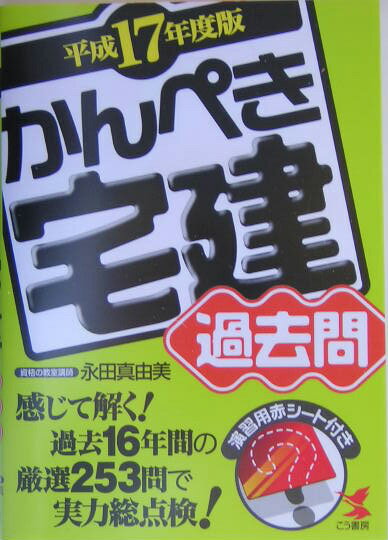 平成17年度版
かんぺき
宅建
過去問
資格の教室講師 永田真由美
感じて解く!
過去16年間の
厳選253問で
実力総点検!
演習用赤シート付き
こう書房